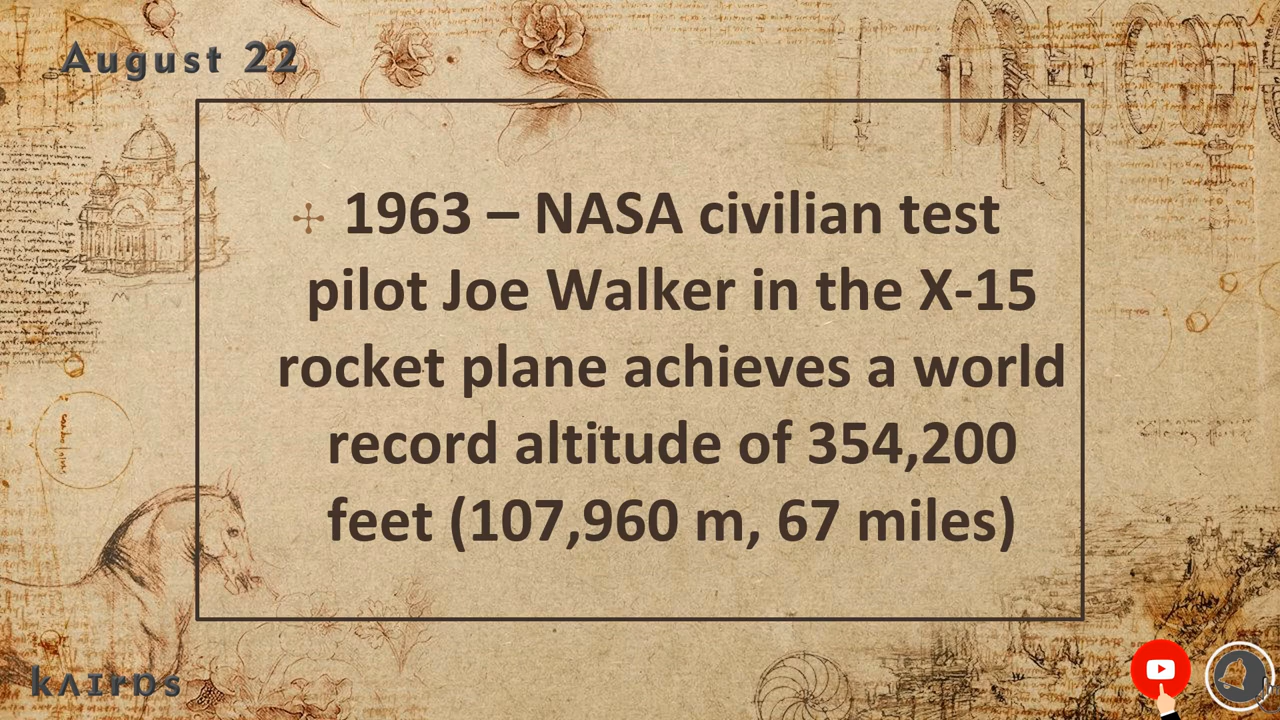 August 22
1963 – NASA civilian test
pilot Joe Walker in the X-15
rocket plane achieves a world
record altitude of 354,200
feet (107,960 m, 67 miles)
kʌɪrɒs